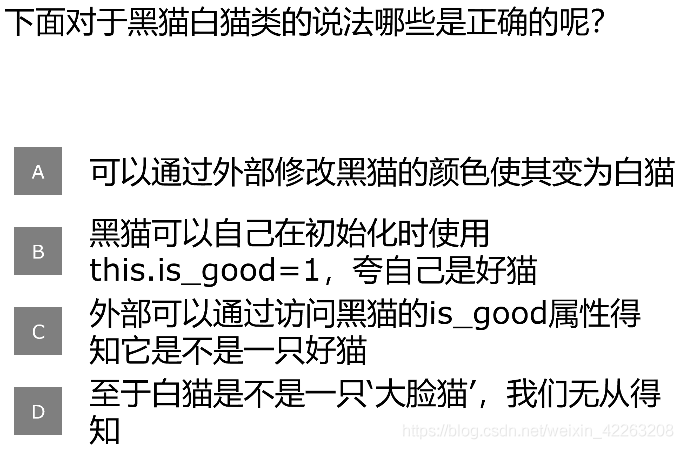 下面对于黑猫白猫类的说法哪些是正确的呢？
A 可以通过外部修改黑猫的颜色使其变为白猫
B 黑猫可以自己在初始化时使用
this.is_good=1，夸自己是好猫
C 外部可以通过访问黑猫的is_good属性得
知它是不是一只好猫
D 至于白猫是不是一只‘大脸猫’，我们无从得
知
https://blog.csdn.net/weixin_42263208